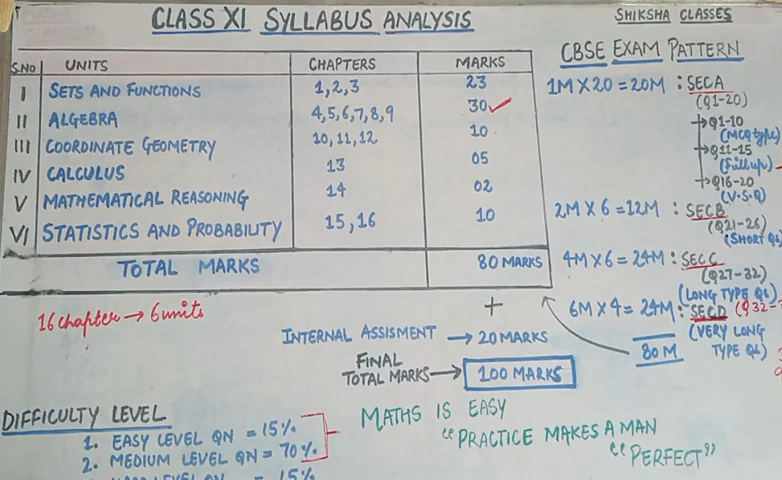 CLASS XI SYLLABUS ANALYSIS
SHIKSHA CLASSES
S.NO UNITS CHAPTERS MARKS
I SETS AND FUNCTIONS 1,2,3 23
II ALGEBRA 4,5,6,7,8,9 30✓
III COORDINATE GEOMETRY 10,11,12 10
IV CALCULUS 13 05
V MATHEMATICAL REASONING 14 02
VI STATISTICS AND PROBABILITY 15,16 10
TOTAL MARKS 80 MARKS
16 chapter → 6 units
+
INTERNAL ASSISMENT → 20 MARKS
FINAL
TOTAL MARKS → 100 MARKS
CBSE EXAM PATTERN
1M X 20 = 20M : SEC A
(Q1-20)
→ Q1-10
(MCQ type)
→ Q11-15
(Fill up)
→ Q16-20
(V.S.Q)
2M X 6 = 12M : SEC B
(Q21-26)
(SHORT Qs)
4M X 6 = 24M : SEC C
(Q27-32)
(LONG TYPE Qs)
6M X 4 = 24M : SEC D (Q32-
(VERY LONG
TYPE Qs)
80 M
DIFFICULTY LEVEL
1. EASY LEVEL QN = 15%
2. MEDIUM LEVEL QN = 70%
15%
MATHS IS EASY
"PRACTICE MAKES A MAN
"PERFECT"